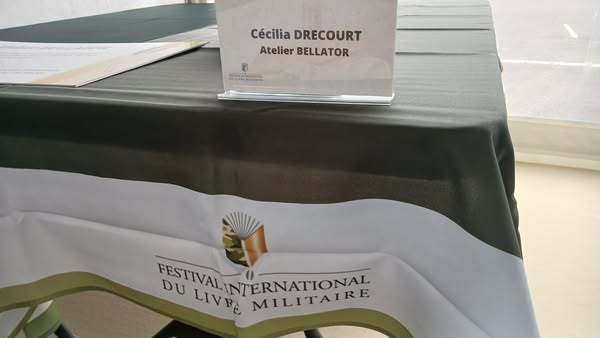 Cécilia DRECOURT
Atelier BELLATOR
FESTIVAL INTERNATIONAL
DU LIVRE MILITAIRE